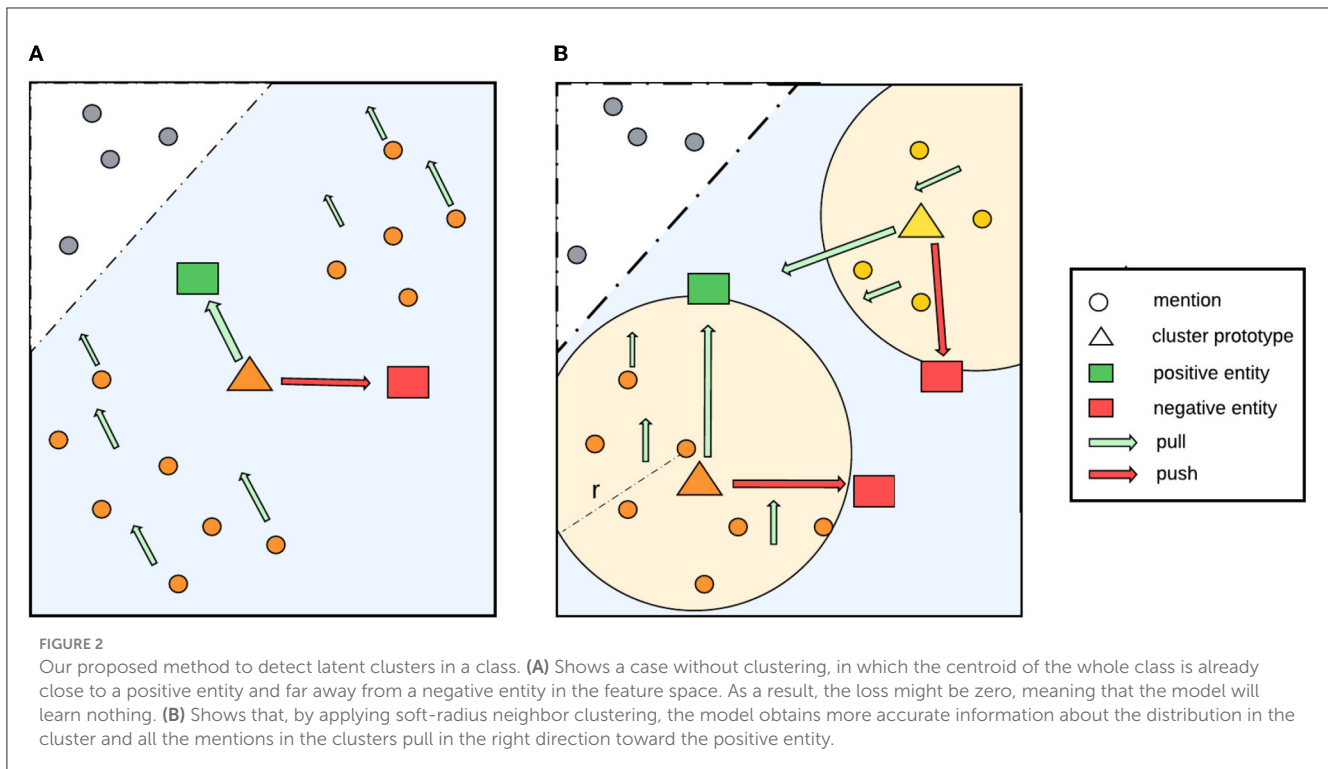 A
B
r
mention
cluster prototype
positive entity
negative entity
pull
push
FIGURE 2
Our proposed method to detect latent clusters in a class. (A) Shows a case without clustering, in which the centroid of the whole class is already
close to a positive entity and far away from a negative entity in the feature space. As a result, the loss might be zero, meaning that the model will
learn nothing. (B) Shows that, by applying soft-radius neighbor clustering, the model obtains more accurate information about the distribution in the
cluster and all the mentions in the clusters pull in the right direction toward the positive entity.